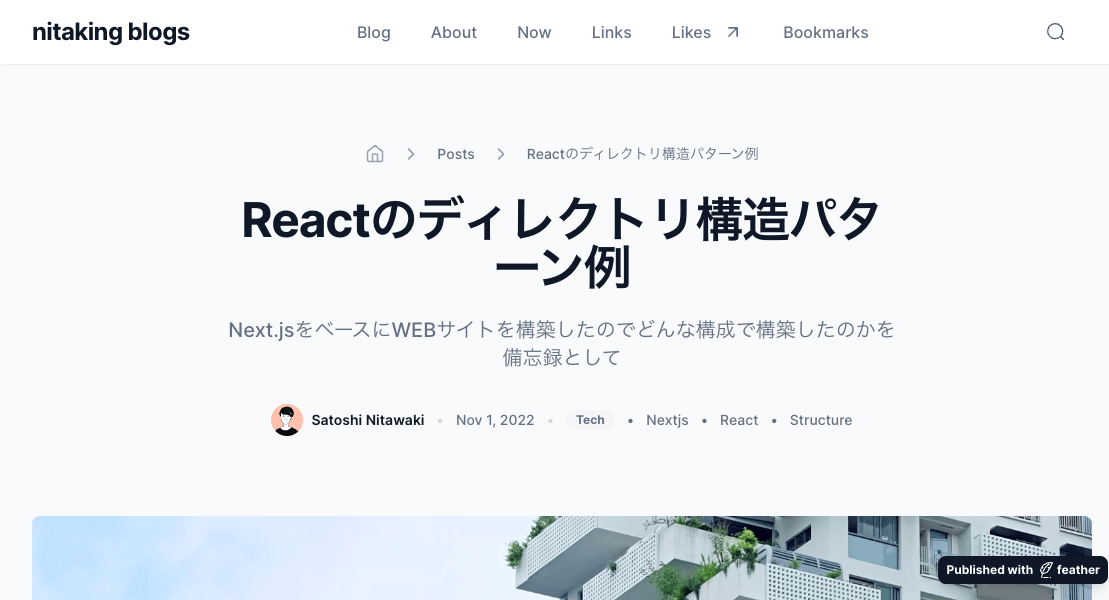 nitaking blogs
Blog About Now Links Likes Bookmarks
Posts Reactのディレクトリ構造パターン例
Reactのディレクトリ構造パタ
ーン例
Next.jsをベースにWEBサイトを構築したのでどんな構成で構築したのかを
備忘録として
Satoshi Nitawaki • Nov 1, 2022 • Tech • Nextjs • React • Structure
Published with feather